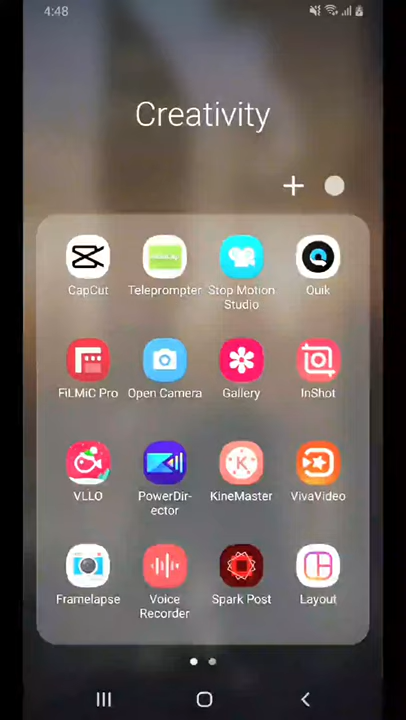 4:48
Creativity
CapCut
Teleprompter
Stop Motion
Studio
Quik
FiLMiC Pro
Open Camera
Gallery
InShot
VLLO
PowerDir-
ector
KineMaster
VivaVideo
Framelapse
Voice
Recorder
Spark Post
Layout